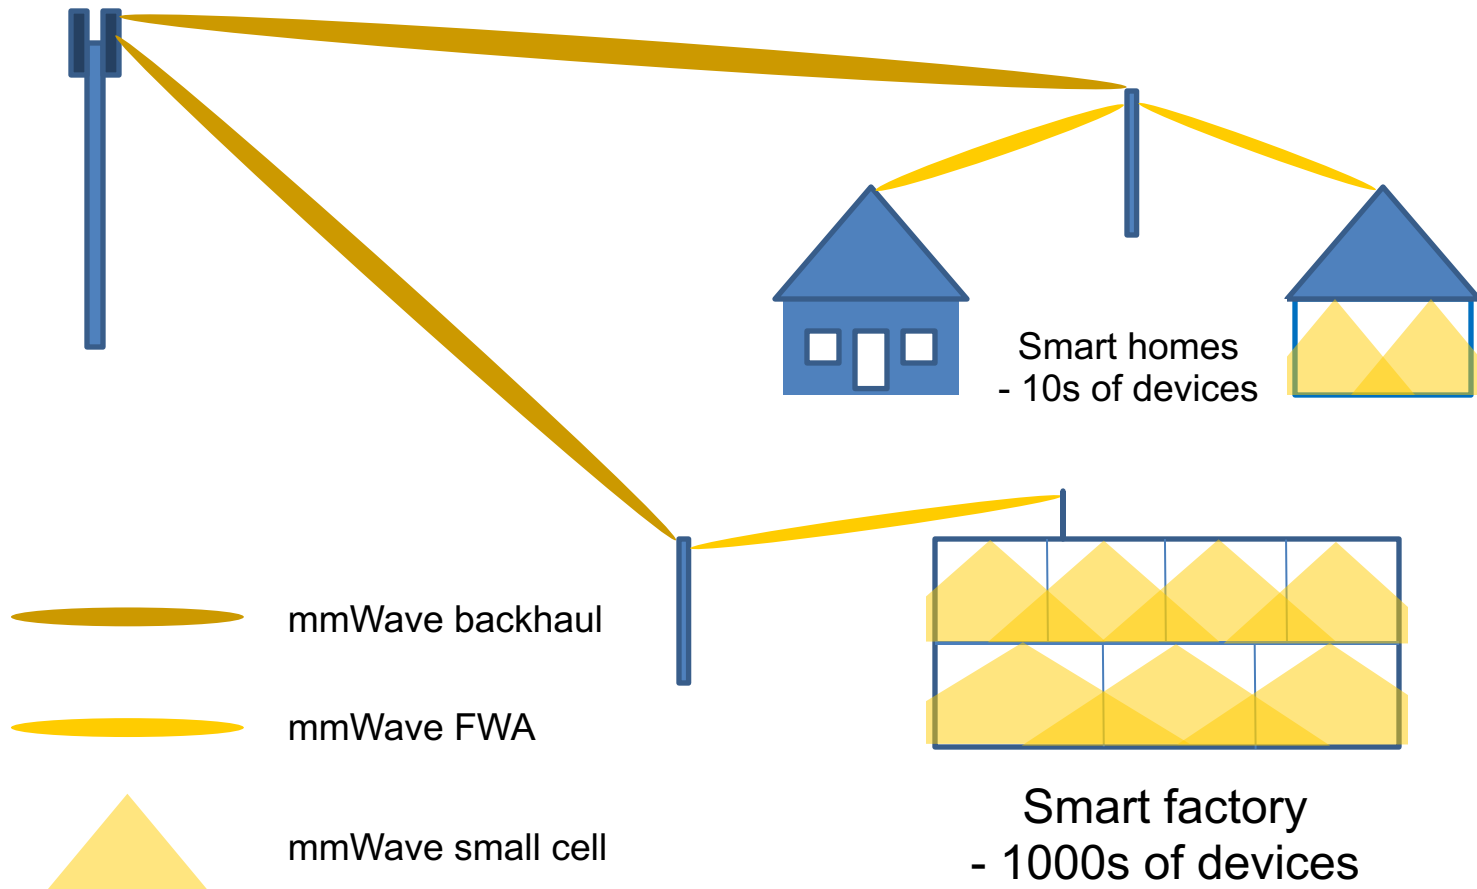 Smart homes
- 10s of devices
mmWave backhaul
mmWave FWA
mmWave small cell
Smart factory
- 1000s of devices